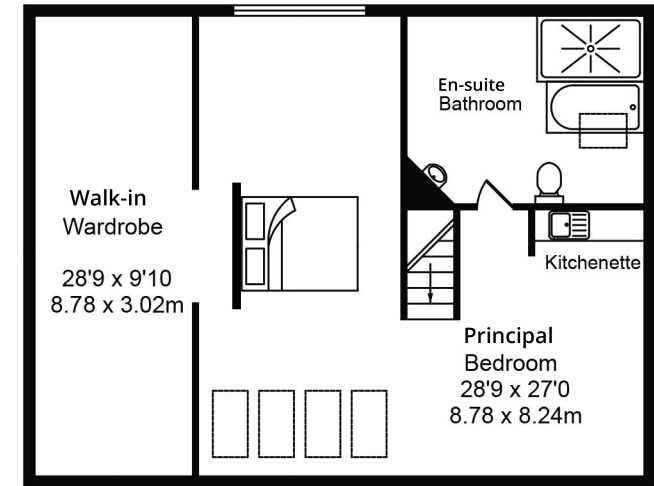 En-suite
Bathroom
Walk-in
Wardrobe
28'9 x 9'10
8.78 x 3.02m
Kitchenette
Principal
Bedroom
28'9 x 27'0
8.78 x 8.24m